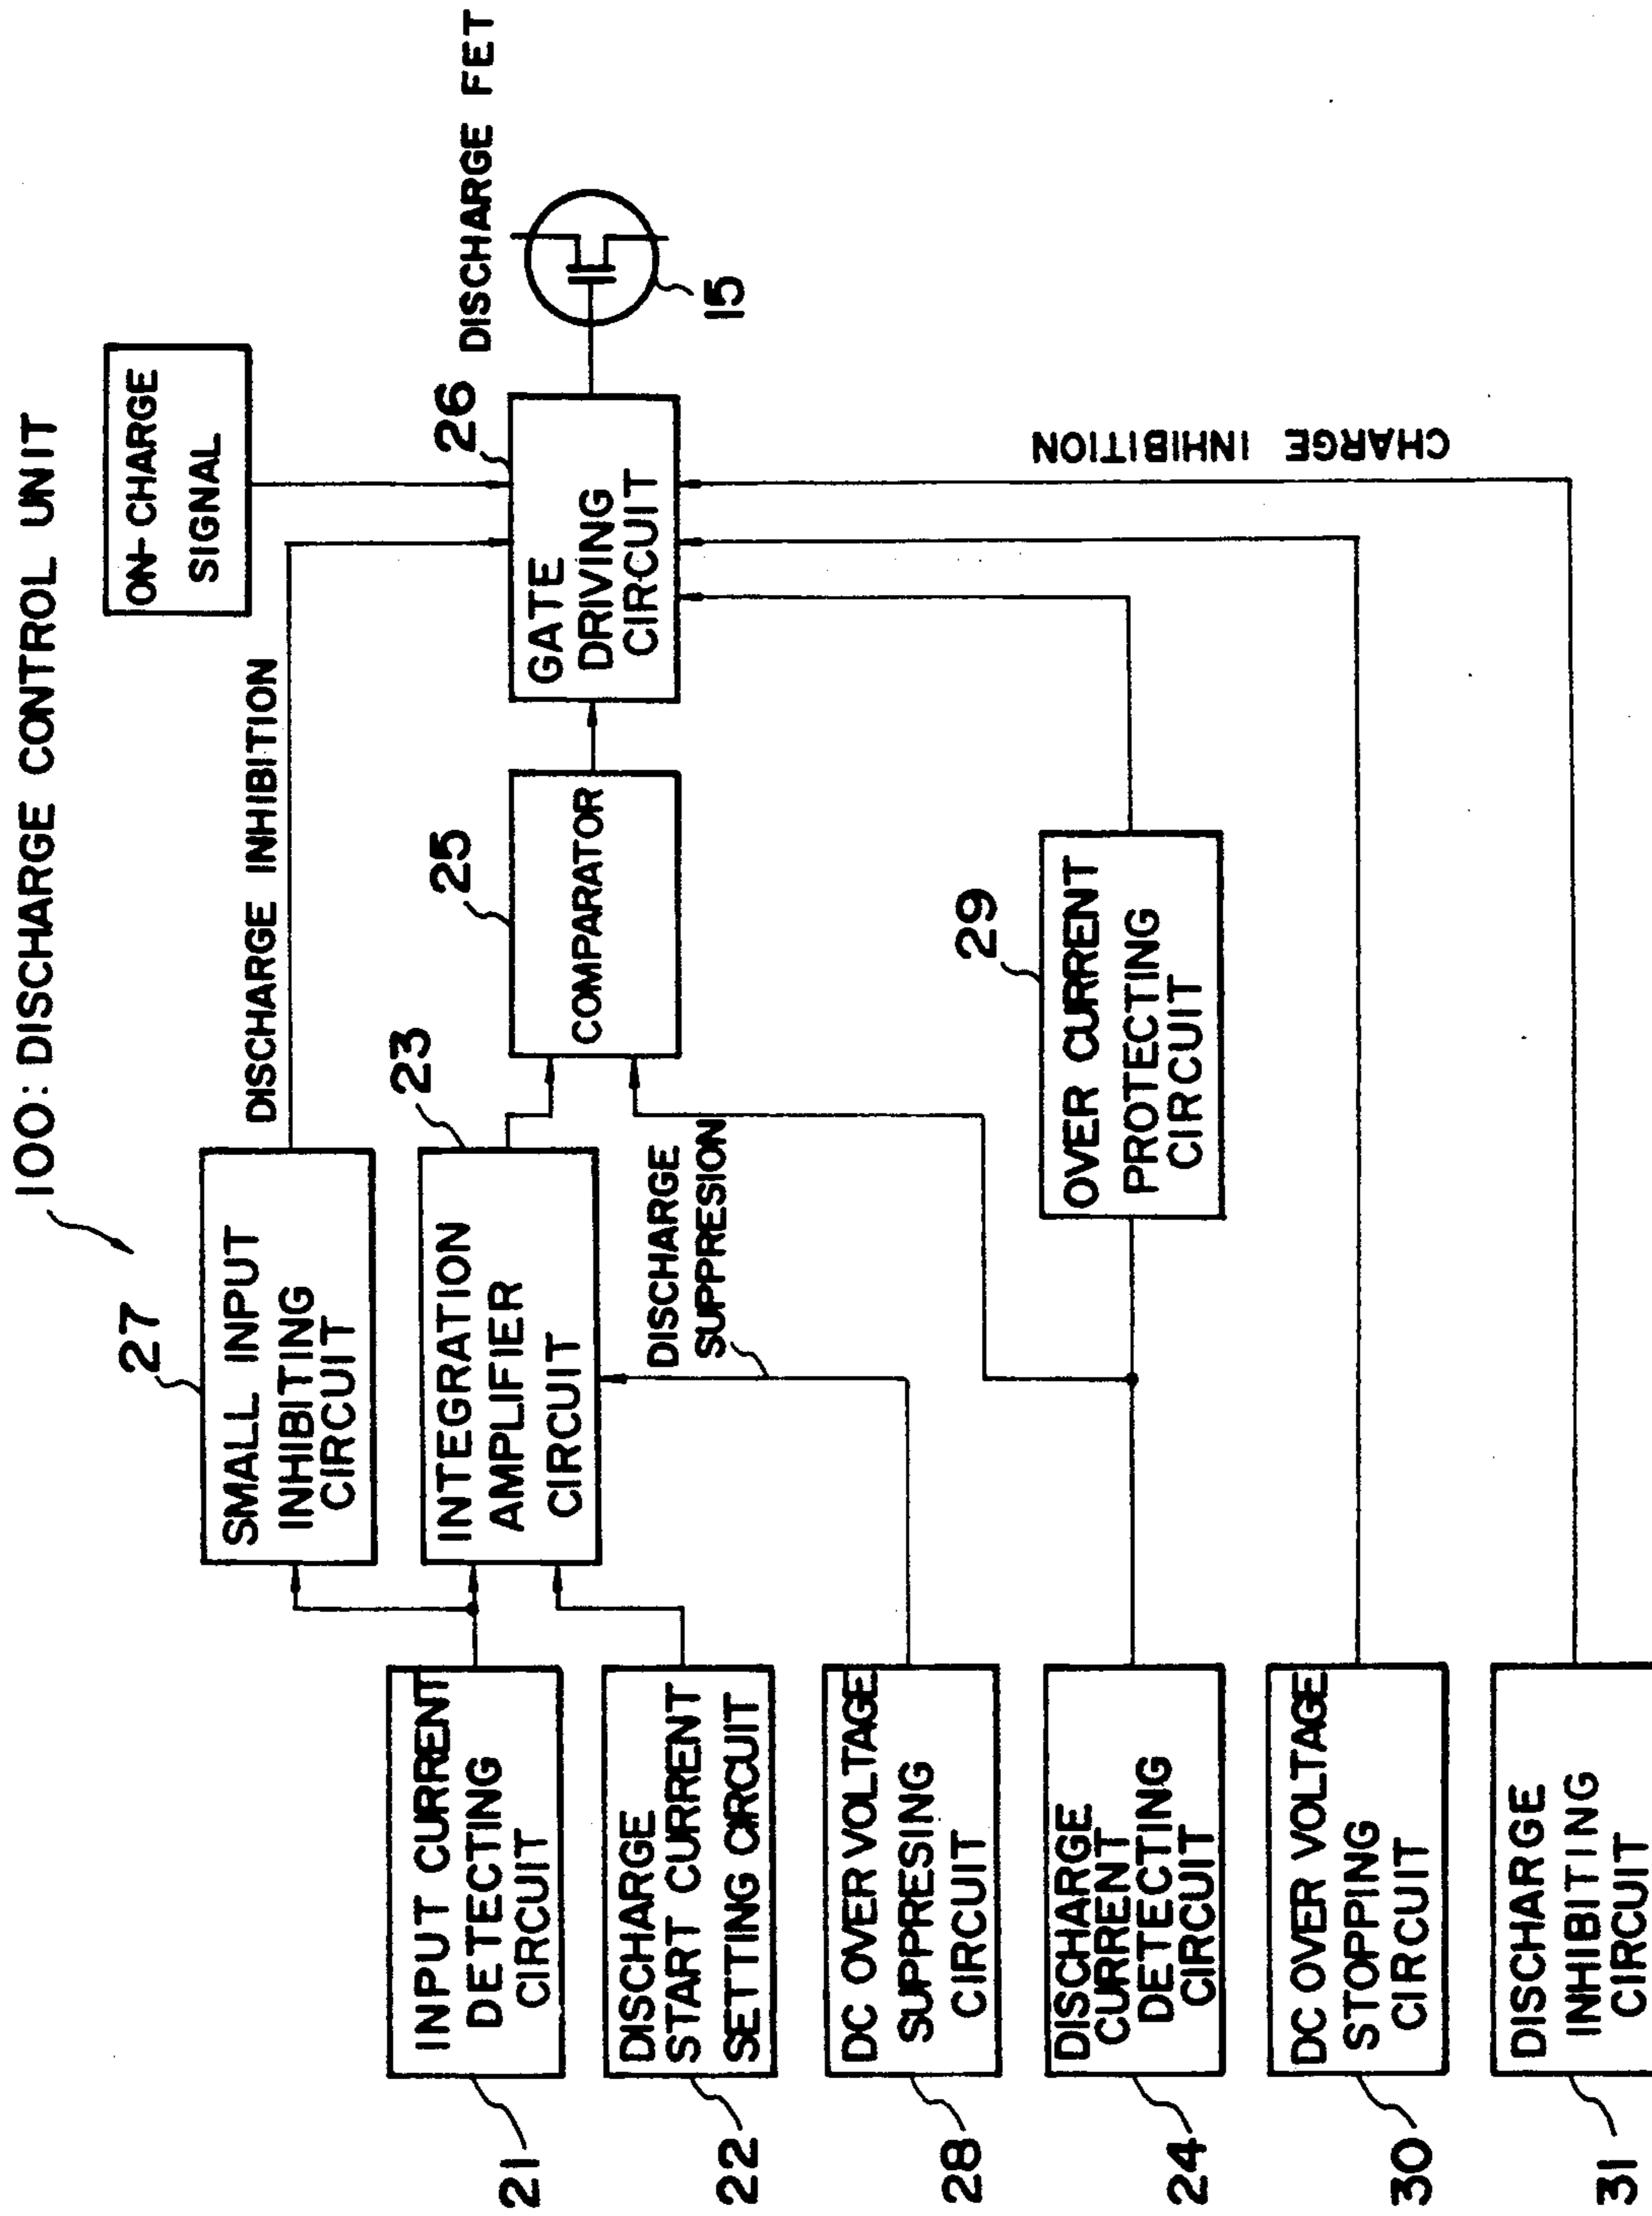 100: DISCHARGE CONTROL UNIT
ON-CHARGE
SIGNAL
DISCHARGE INHIBITION
27
SMALL INPUT
INHIBITING
CIRCUIT
21
INPUT CURRENT
DETECTING
CIRCUIT
23
INTEGRATION
AMPLIFIER
CIRCUIT
25
COMPARATOR
26
GATE
DRIVING
CIRCUIT
DISCHARGE FET
15
22
DISCHARGE
START CURRENT
SETTING CIRCUIT
DISCHARGE
SUPPRESION
28
DC OVER VOLTAGE
SUPPRESING
CIRCUIT
24
DISCHARGE
CURRENT
DETECTING
CIRCUIT
29
OVER CURRENT
PROTECTING
CIRCUIT
30
DC OVER VOLTAGE
STOPPING
CIRCUIT
CHARGE INHIBITION
31
DISCHARGE
INHIBITING
CIRCUIT